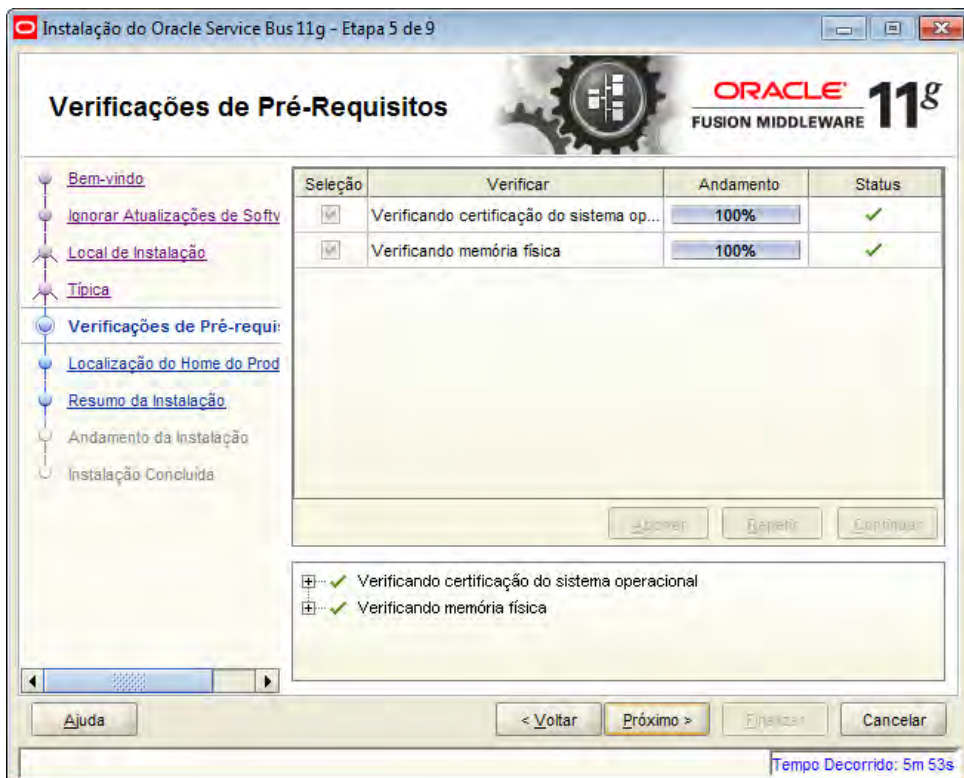 Instalação do Oracle Service Bus 11g - Etapa 5 de 9
Verificações de Pré-Requisitos
ORACLE
FUSION MIDDLEWARE
11g
Bem-vindo
Ignorar Atualizações de Softv
Local de Instalação
Típica
Verificações de Pré-requi
Localização do Home do Prod
Resumo da Instalação
Andamento da Instalação
Instalação Concluída
Seleção Verificar Andamento Status
Verificando certificação do sistema op... 100%
Verificando memória física 100%
Abortar Repetir Continuar
Verificando certificação do sistema operacional
Verificando memória física
Ajuda < Voltar Próximo > Finalizar Cancelar
Tempo Decorrido: 5m 53s